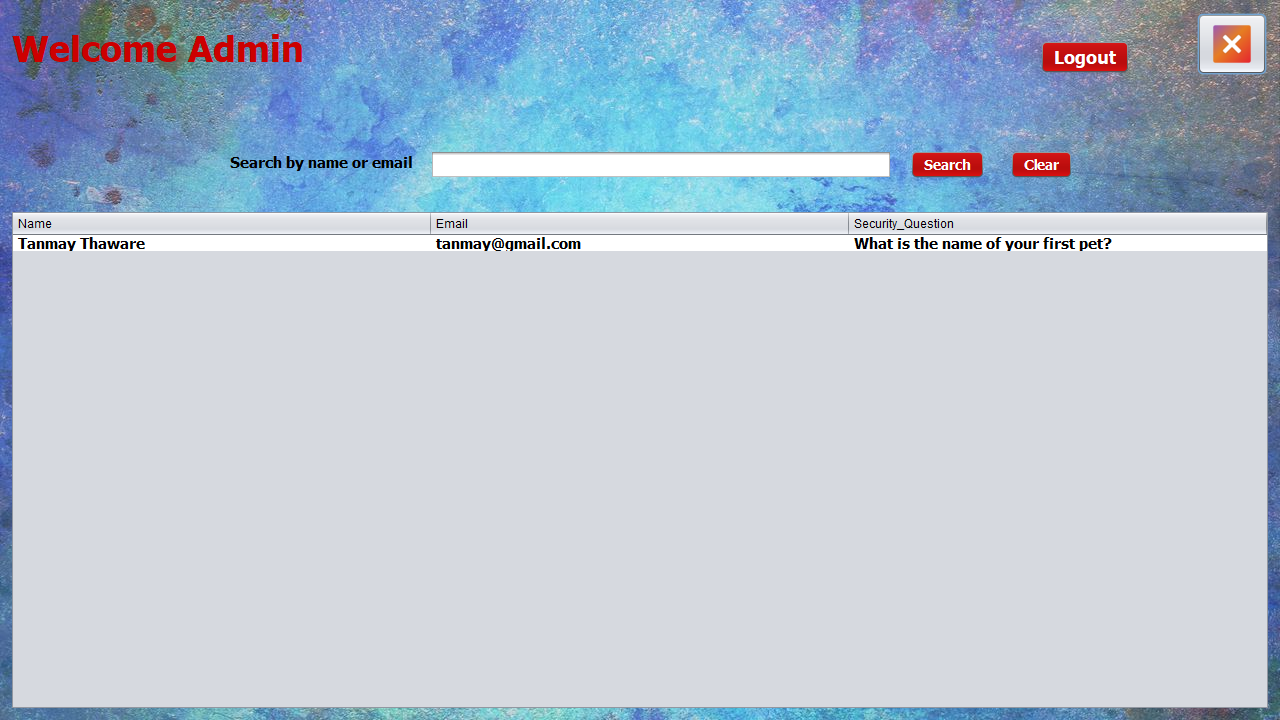 Welcome Admin
Logout
Search by name or email
Search
Clear
Name Email Security_Question
Tanmay Thaware tanmay@gmail.com What is the name of your first pet?